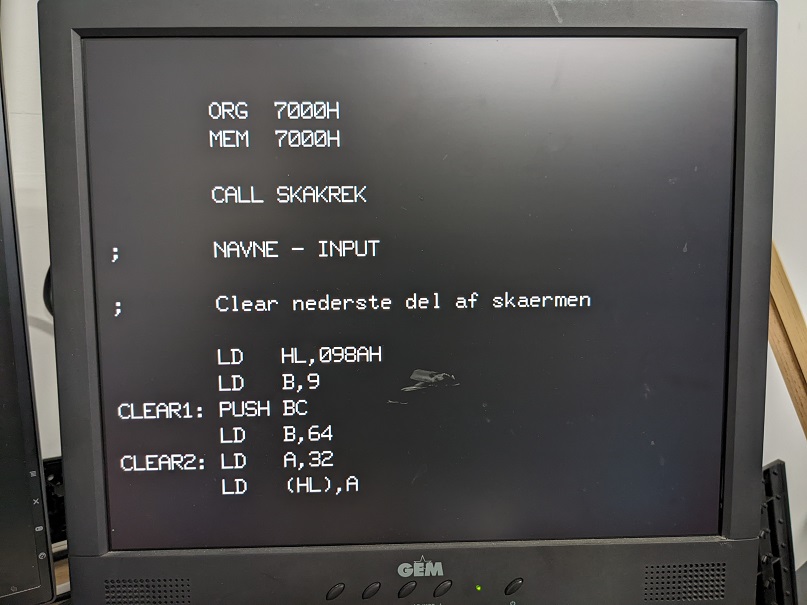 ORG 7000H
MEM 7000H
CALL SKAKREK
; NAVNE - INPUT
; Clear nederste del af skaermen
LD HL,098AH
LD B,9
CLEAR1: PUSH BC
LD B,64
CLEAR2: LD A,32
LD (HL),A
GEM